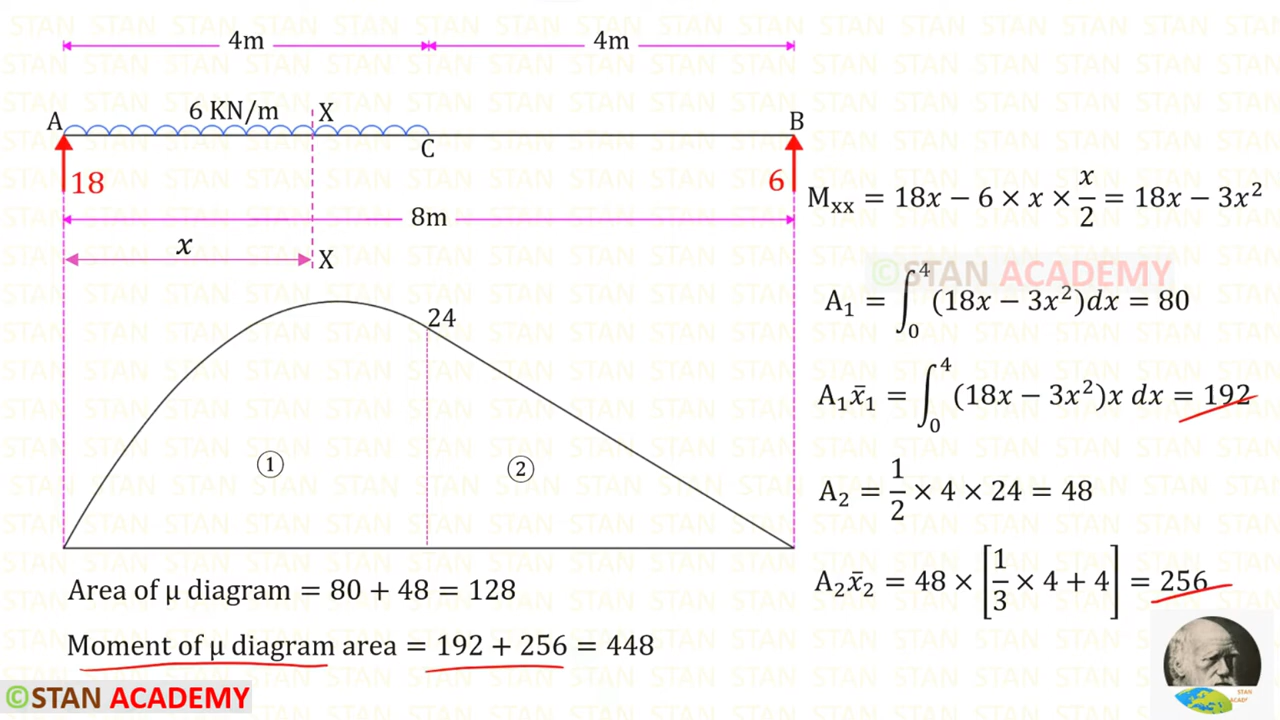 4m 4m
6 KN/m X
A B
C
18 6
8m
x
X
24
① ②
M_xx = 18x − 6 × x × x/2 = 18x − 3x²
©STAN ACADEMY
A₁ = ∫₀⁴ (18x − 3x²)dx = 80
A₁x̄₁ = ∫₀⁴ (18x − 3x²)x dx = 192
A₂ = 1/2 × 4 × 24 = 48
A₂x̄₂ = 48 × [1/3 × 4 + 4] = 256
Area of μ diagram = 80 + 48 = 128
Moment of μ diagram area = 192 + 256 = 448
©STAN ACADEMY
STAN
ACADE